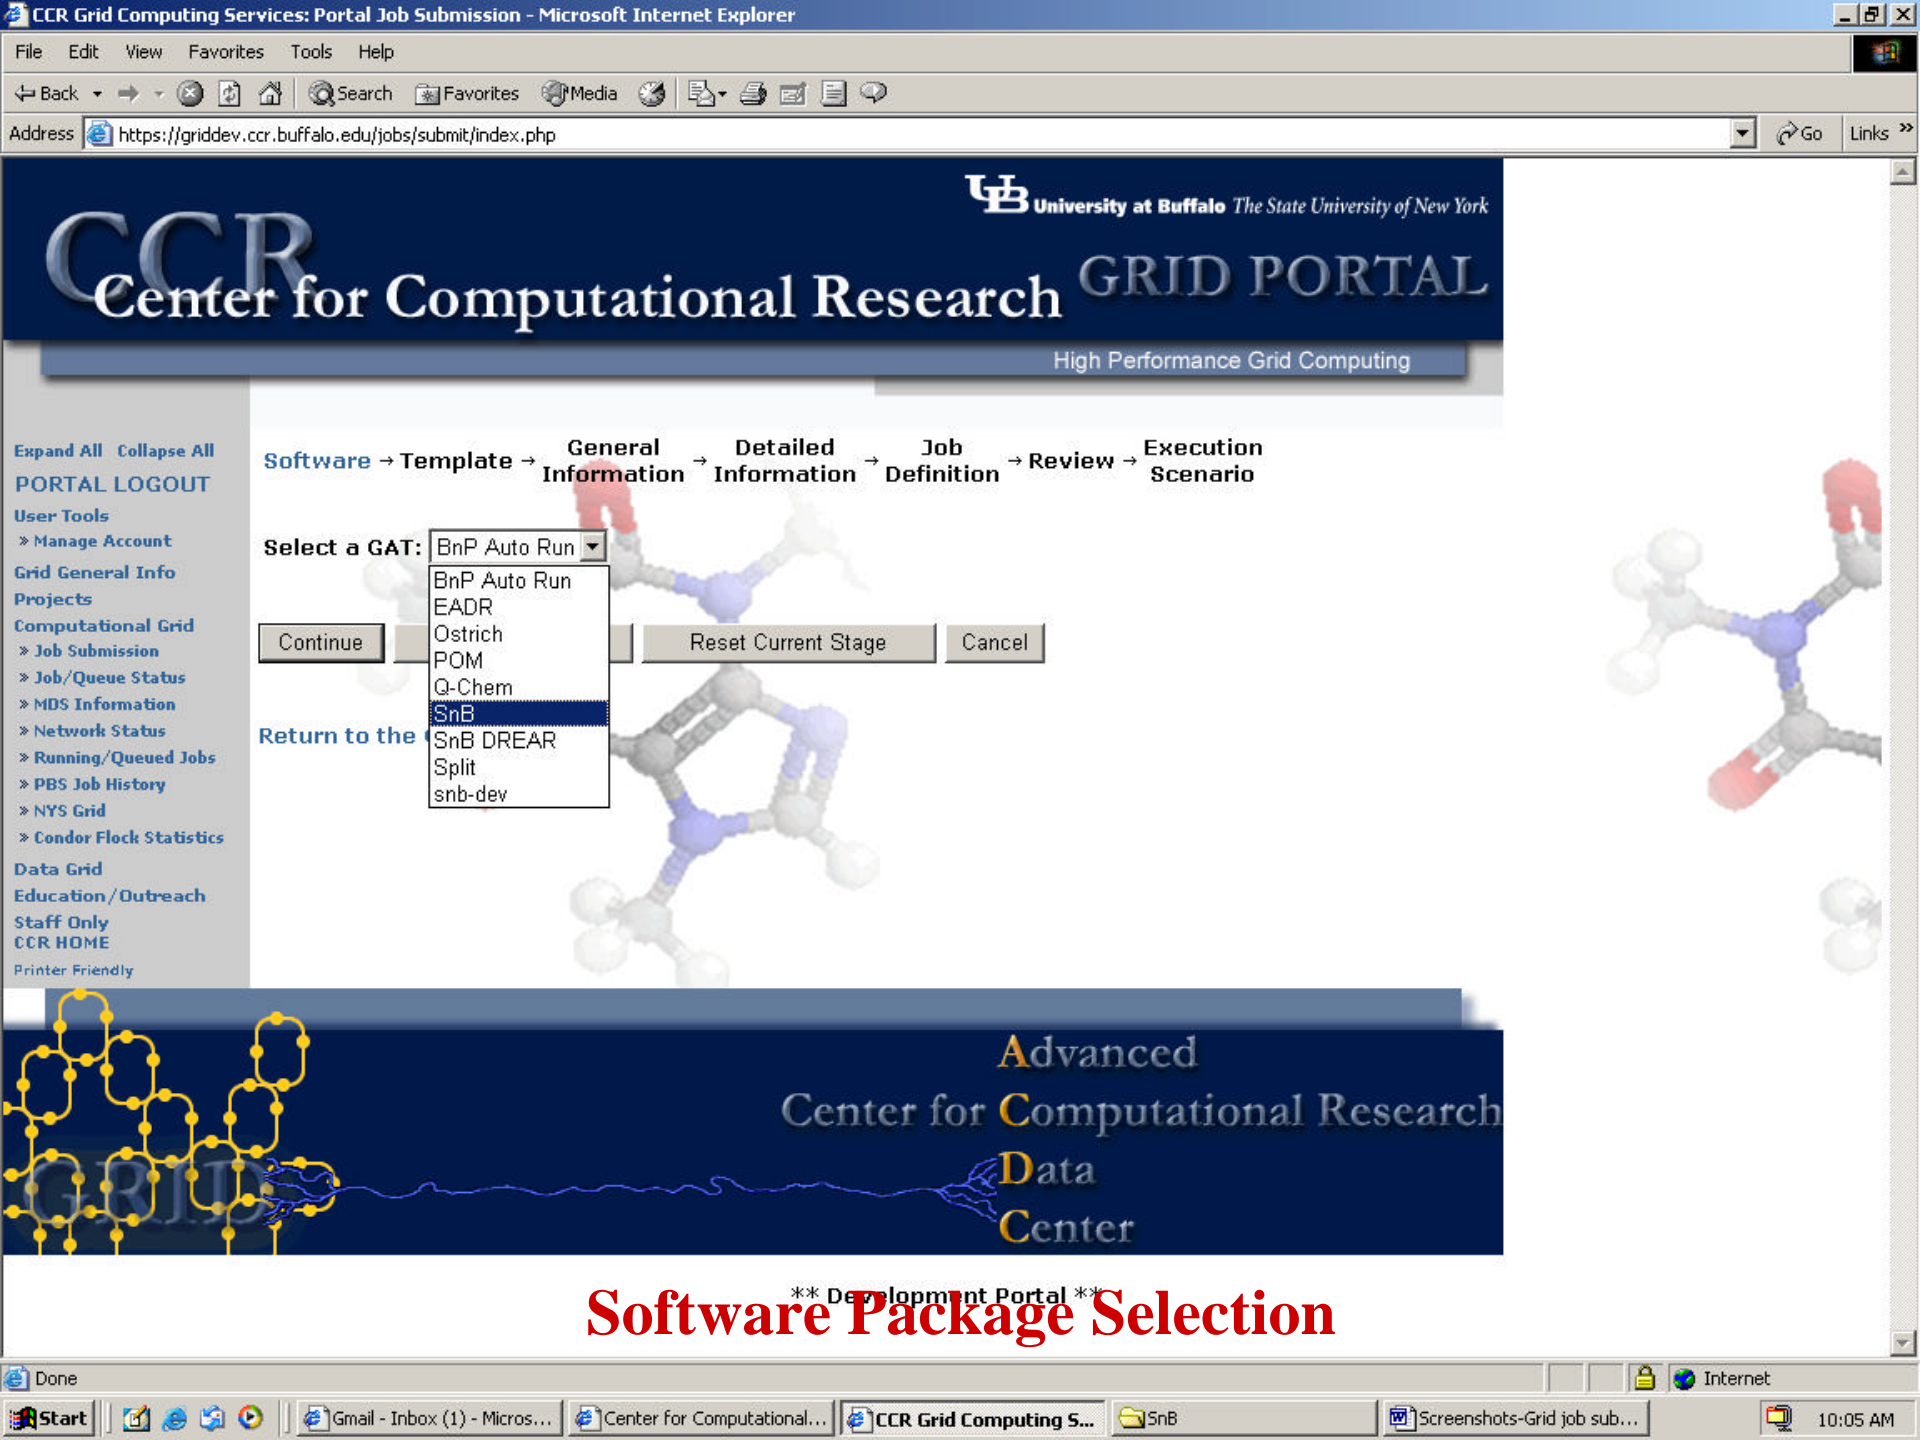 CCR Grid Computing Services: Portal Job Submission - Microsoft Internet Explorer
File Edit View Favorites Tools Help
Back Search Favorites Media
Address https://griddev.ccr.buffalo.edu/jobs/submit/index.php Go Links »
UB University at Buffalo The State University of New York
CCR
Center for Computational Research GRID PORTAL
High Performance Grid Computing
Expand All Collapse All
PORTAL LOGOUT
User Tools
» Manage Account
Grid General Info
Projects
Computational Grid
» Job Submission
» Job/Queue Status
» MDS Information
» Network Status
» Running/Queued Jobs
» PBS Job History
» NYS Grid
» Condor Flock Statistics
Data Grid
Education/Outreach
Staff Only
CCR HOME
Printer Friendly
Software → Template → General Information → Detailed Information → Job Definition → Review → Execution Scenario
Select a GAT: BnP Auto Run
BnP Auto Run
EADR
Ostrich
POM
Q-Chem
SnB
SnB DREAR
Split
snb-dev
Continue Reset Current Stage Cancel
Return to the
GRID
Advanced
Center for Computational Research
Data
Center
** Development Portal **
Software Package Selection
Done Internet
Start Gmail - Inbox (1) - Micros... Center for Computational... CCR Grid Computing S... SnB Screenshots-Grid job sub... 10:05 AM